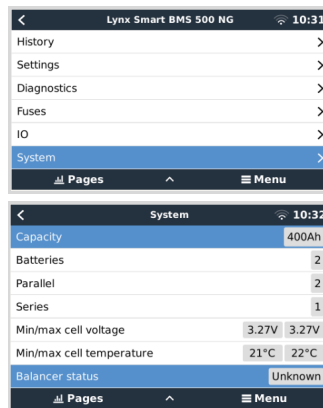 Lynx Smart BMS 500 NG 10:31
History
Settings
Diagnostics
Fuses
IO
System
Pages Menu
System 10:32
Capacity 400Ah
Batteries 2
Parallel 2
Series 1
Min/max cell voltage 3.27V 3.27V
Min/max cell temperature 21°C 22°C
Balancer status Unknown
Pages Menu